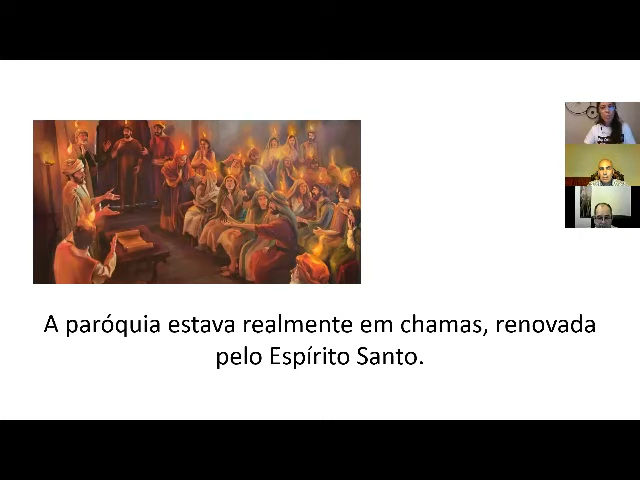 A paróquia estava realmente em chamas, renovada
pelo Espírito Santo.